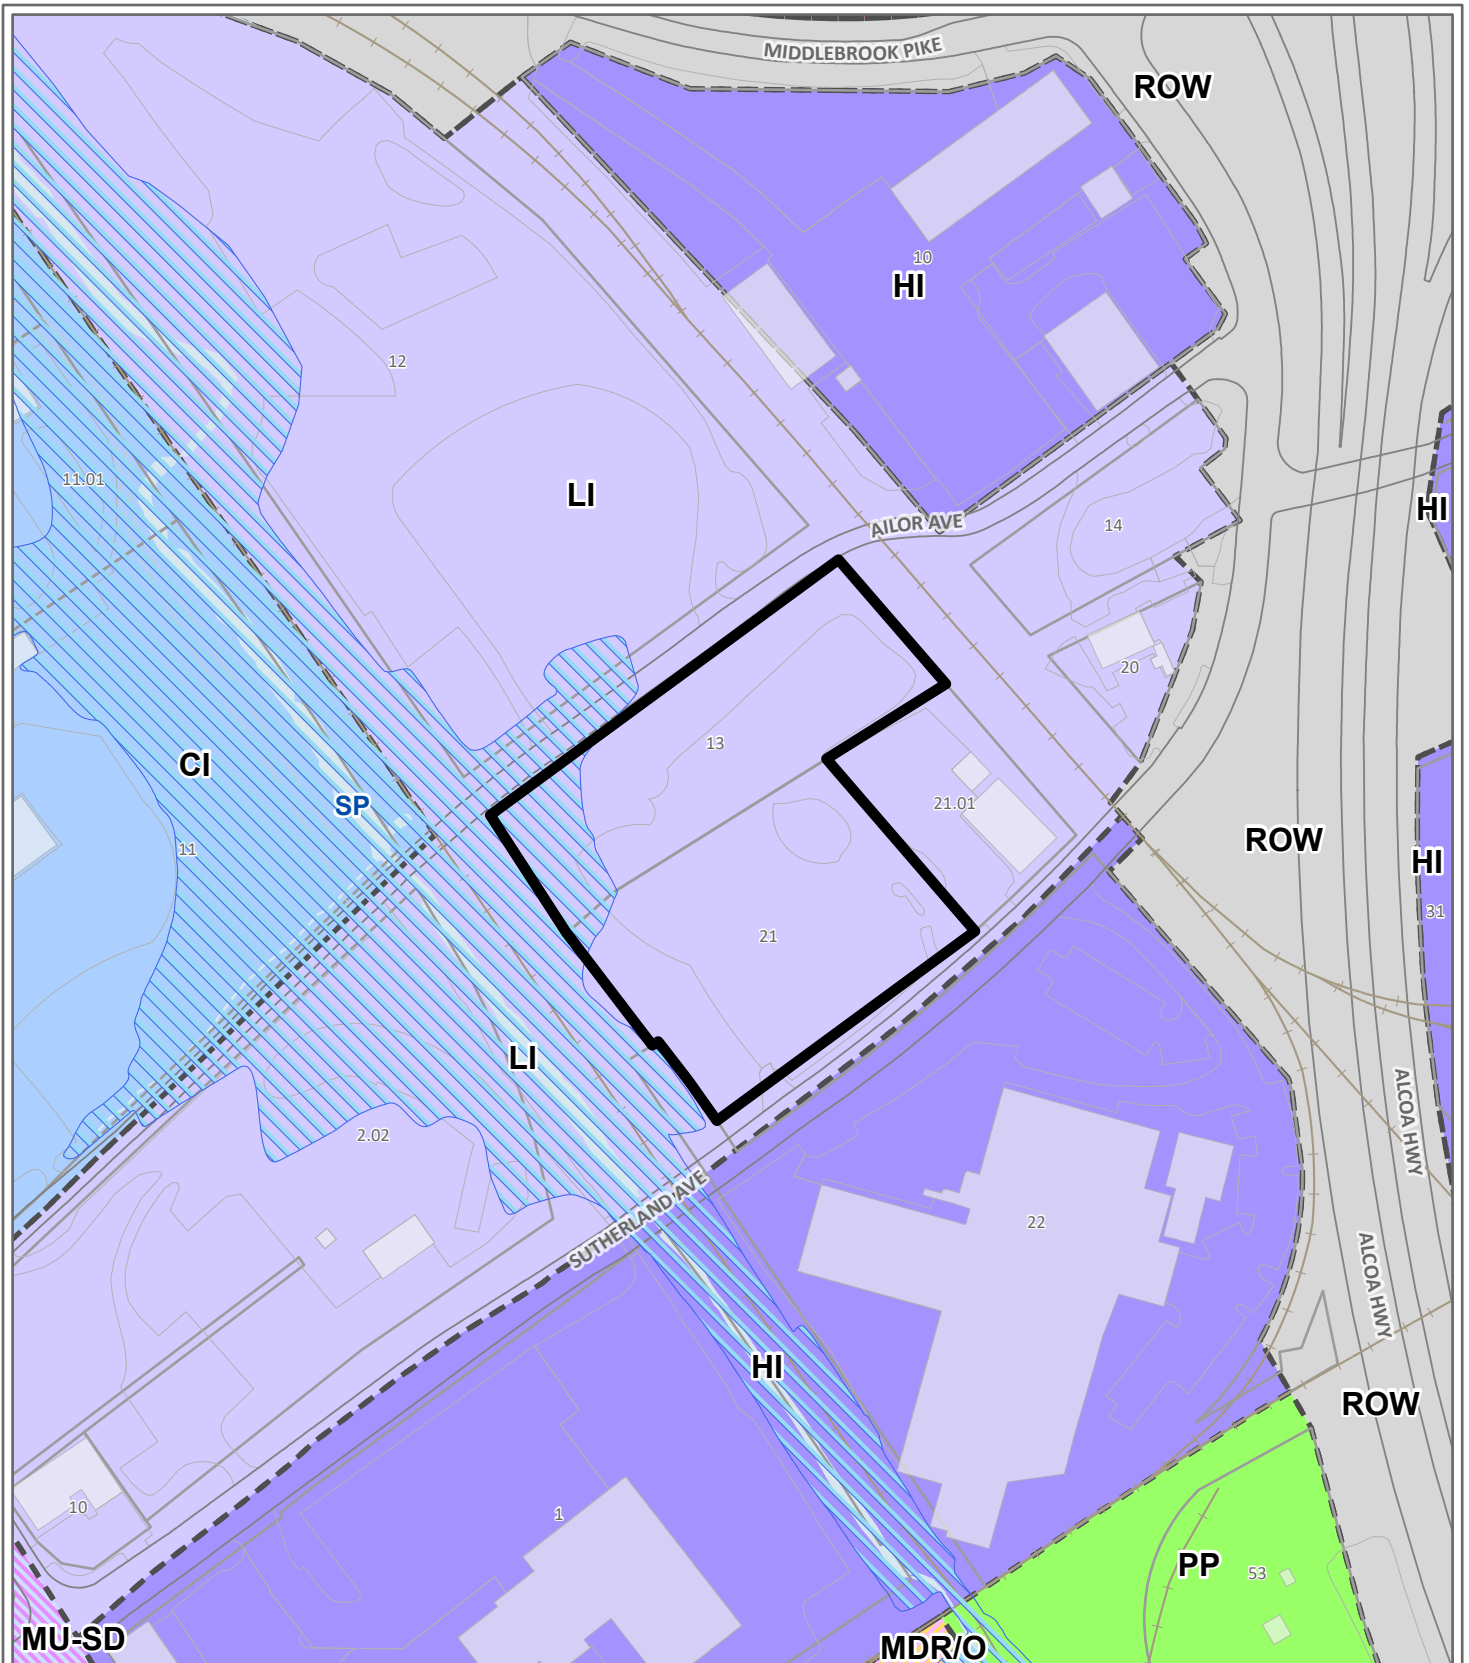 MIDDLEBROOK PIKE
ROW
10
HI
12
11.01
LI
HI
AILOR AVE
14
20
13
CI
SP
11
21.01
ROW
HI
31
21
LI
2.02
ALCOA HWY
SUTHERLAND AVE
22
ALCOA HWY
HI
ROW
10
1
PP
53
MU-SD
MDR/O